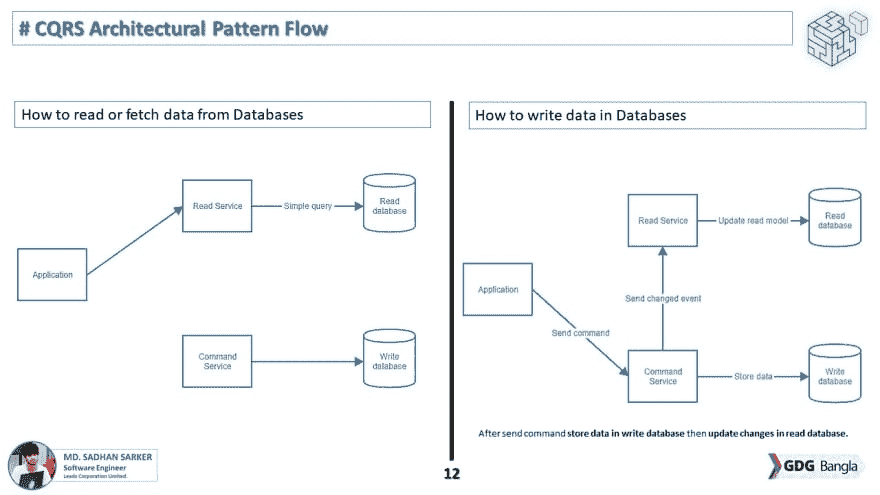 # CQRS Architectural Pattern Flow
How to read or fetch data from Databases
Read Service
Simple query
Read
database
Application
Command
Service
Write
database
How to write data in Databases
Read Service
Update read model
Read
database
Application
Send changed event
Send command
Command
Service
Store data
Write
database
After send command store data in write database then update changes in read database.
MD. SADHAN SARKER
Software Engineer
Leads Corporation Limited.
12
GDG Bangla